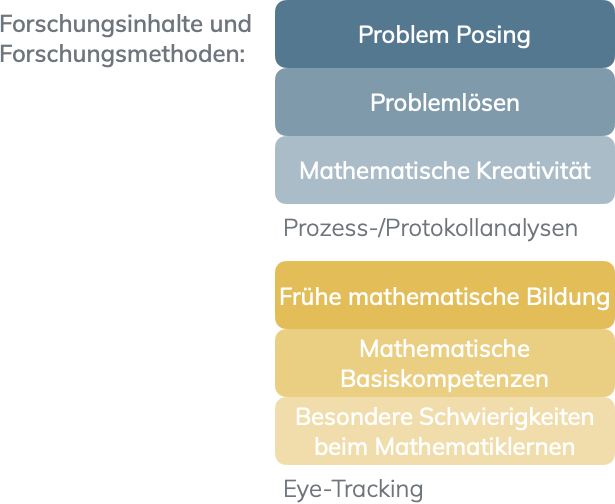 Forschungsinhalte und
Forschungsmethoden:
Problem Posing
Problemlösen
Mathematische Kreativität
Prozess-/Protokollanalysen
Frühe mathematische Bildung
Mathematische
Basiskompetenzen
Besondere Schwierigkeiten
beim Mathematiklernen
Eye-Tracking